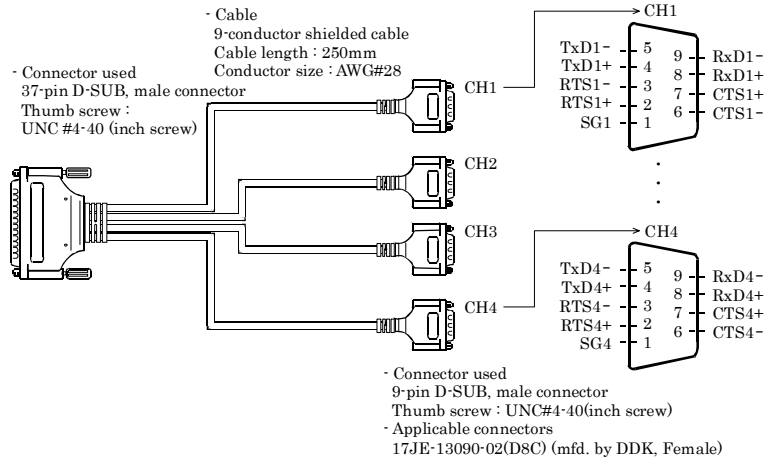 - Cable
9-conductor shielded cable
Cable length : 250mm
Conductor size : AWG#28
- Connector used
37-pin D-SUB, male connector
Thumb screw :
UNC #4-40 (inch screw)
CH1
CH2
CH3
CH4
CH1
TxD1-
TxD1+
RTS1-
RTS1+
SG1
5
4
3
2
1
9
8
7
6
RxD1-
RxD1+
CTS1+
CTS1-
CH4
TxD4-
TxD4+
RTS4-
RTS4+
SG4
5
4
3
2
1
9
8
7
6
RxD4-
RxD4+
CTS4+
CTS4-
- Connector used
9-pin D-SUB, male connector
Thumb screw : UNC#4-40(inch screw)
- Applicable connectors
17JE-13090-02(D8C) (mfd. by DDK, Female)